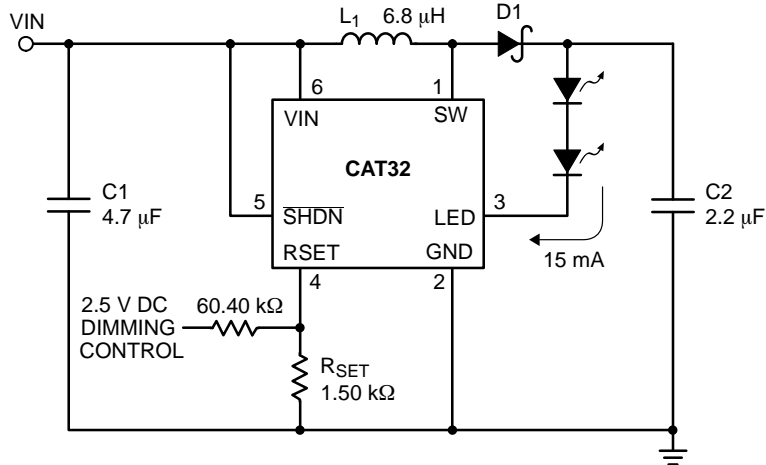 VIN
L1 6.8 μH
D1
6
1
VIN
SW
CAT32
C1
4.7 μF
5
SHDN
LED
3
C2
2.2 μF
RSET
GND
4
2
15 mA
2.5 V DC
DIMMING
CONTROL
60.40 kΩ
RSET
1.50 kΩ